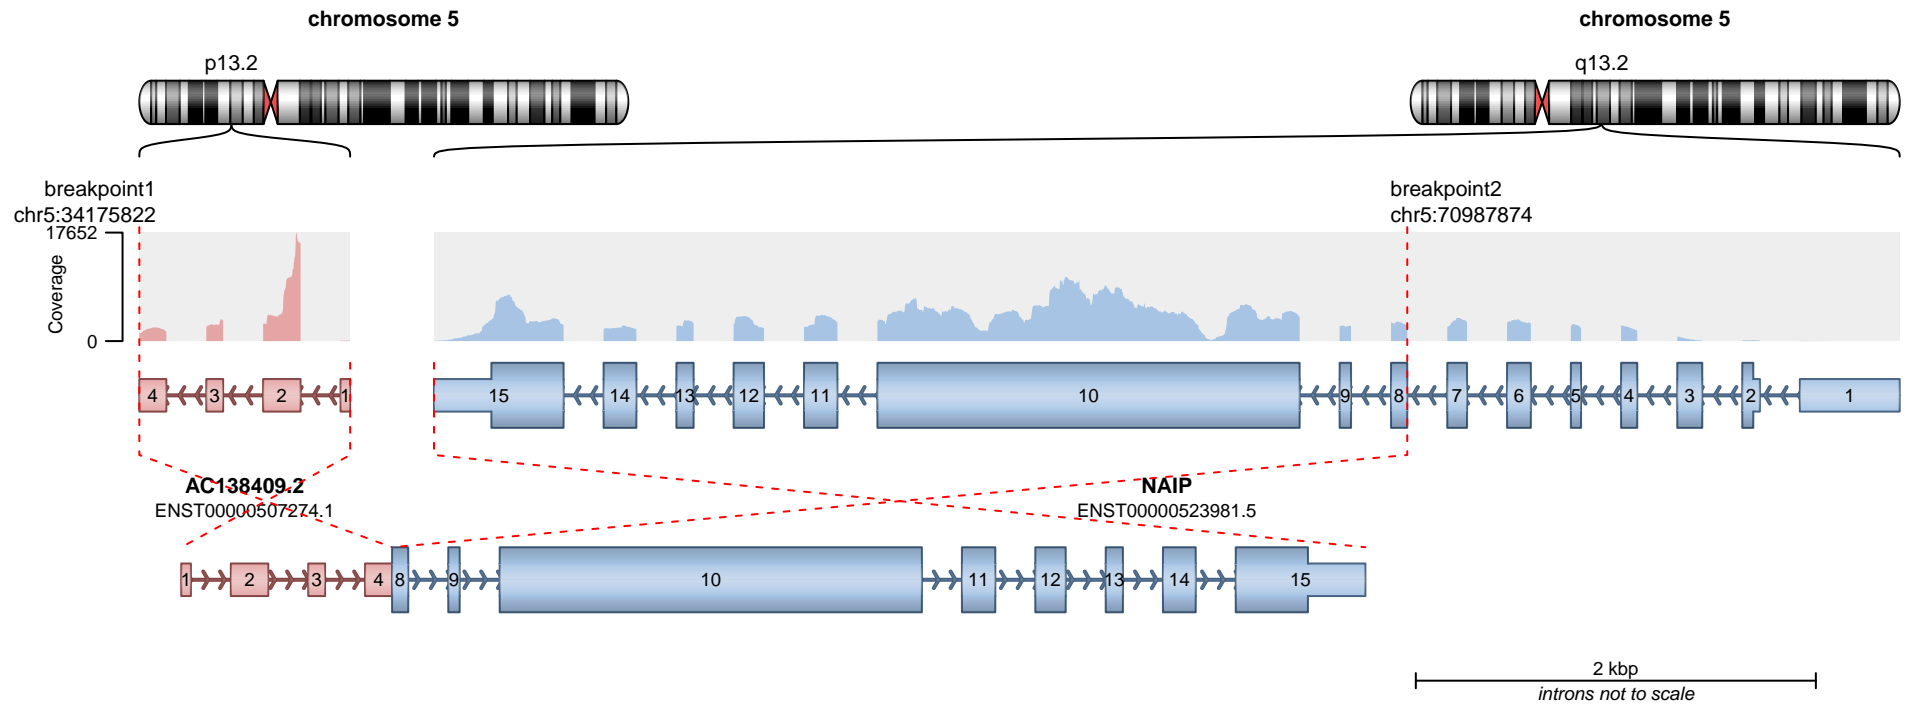 chromosome 5
chromosome 5
p13.2
q13.2
breakpoint1
chr5:34175822
breakpoint2
chr5:70987874
17652
Coverage
0
4 3 2 1
15 14 13 12 11 10 9 8 7 6 5 4 3 2 1
AC138409.2
ENST00000507274.1
NAIP
ENST00000523981.5
1 2 3 4 8 9 10 11 12 13 14 15
2 kbp
introns not to scale